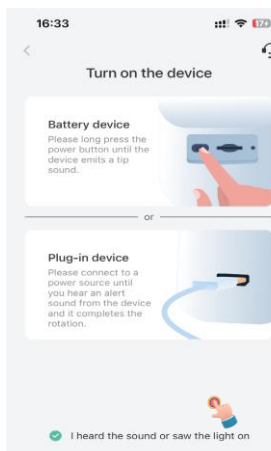 16:33
17+
Turn on the device
Battery device
Please long press the
power button until the
device emits a tip
sound.
or
Plug-in device
Please connect to a
power source until
you hear an alert
sound from the device
and it completes the
rotation.
I heard the sound or saw the light on